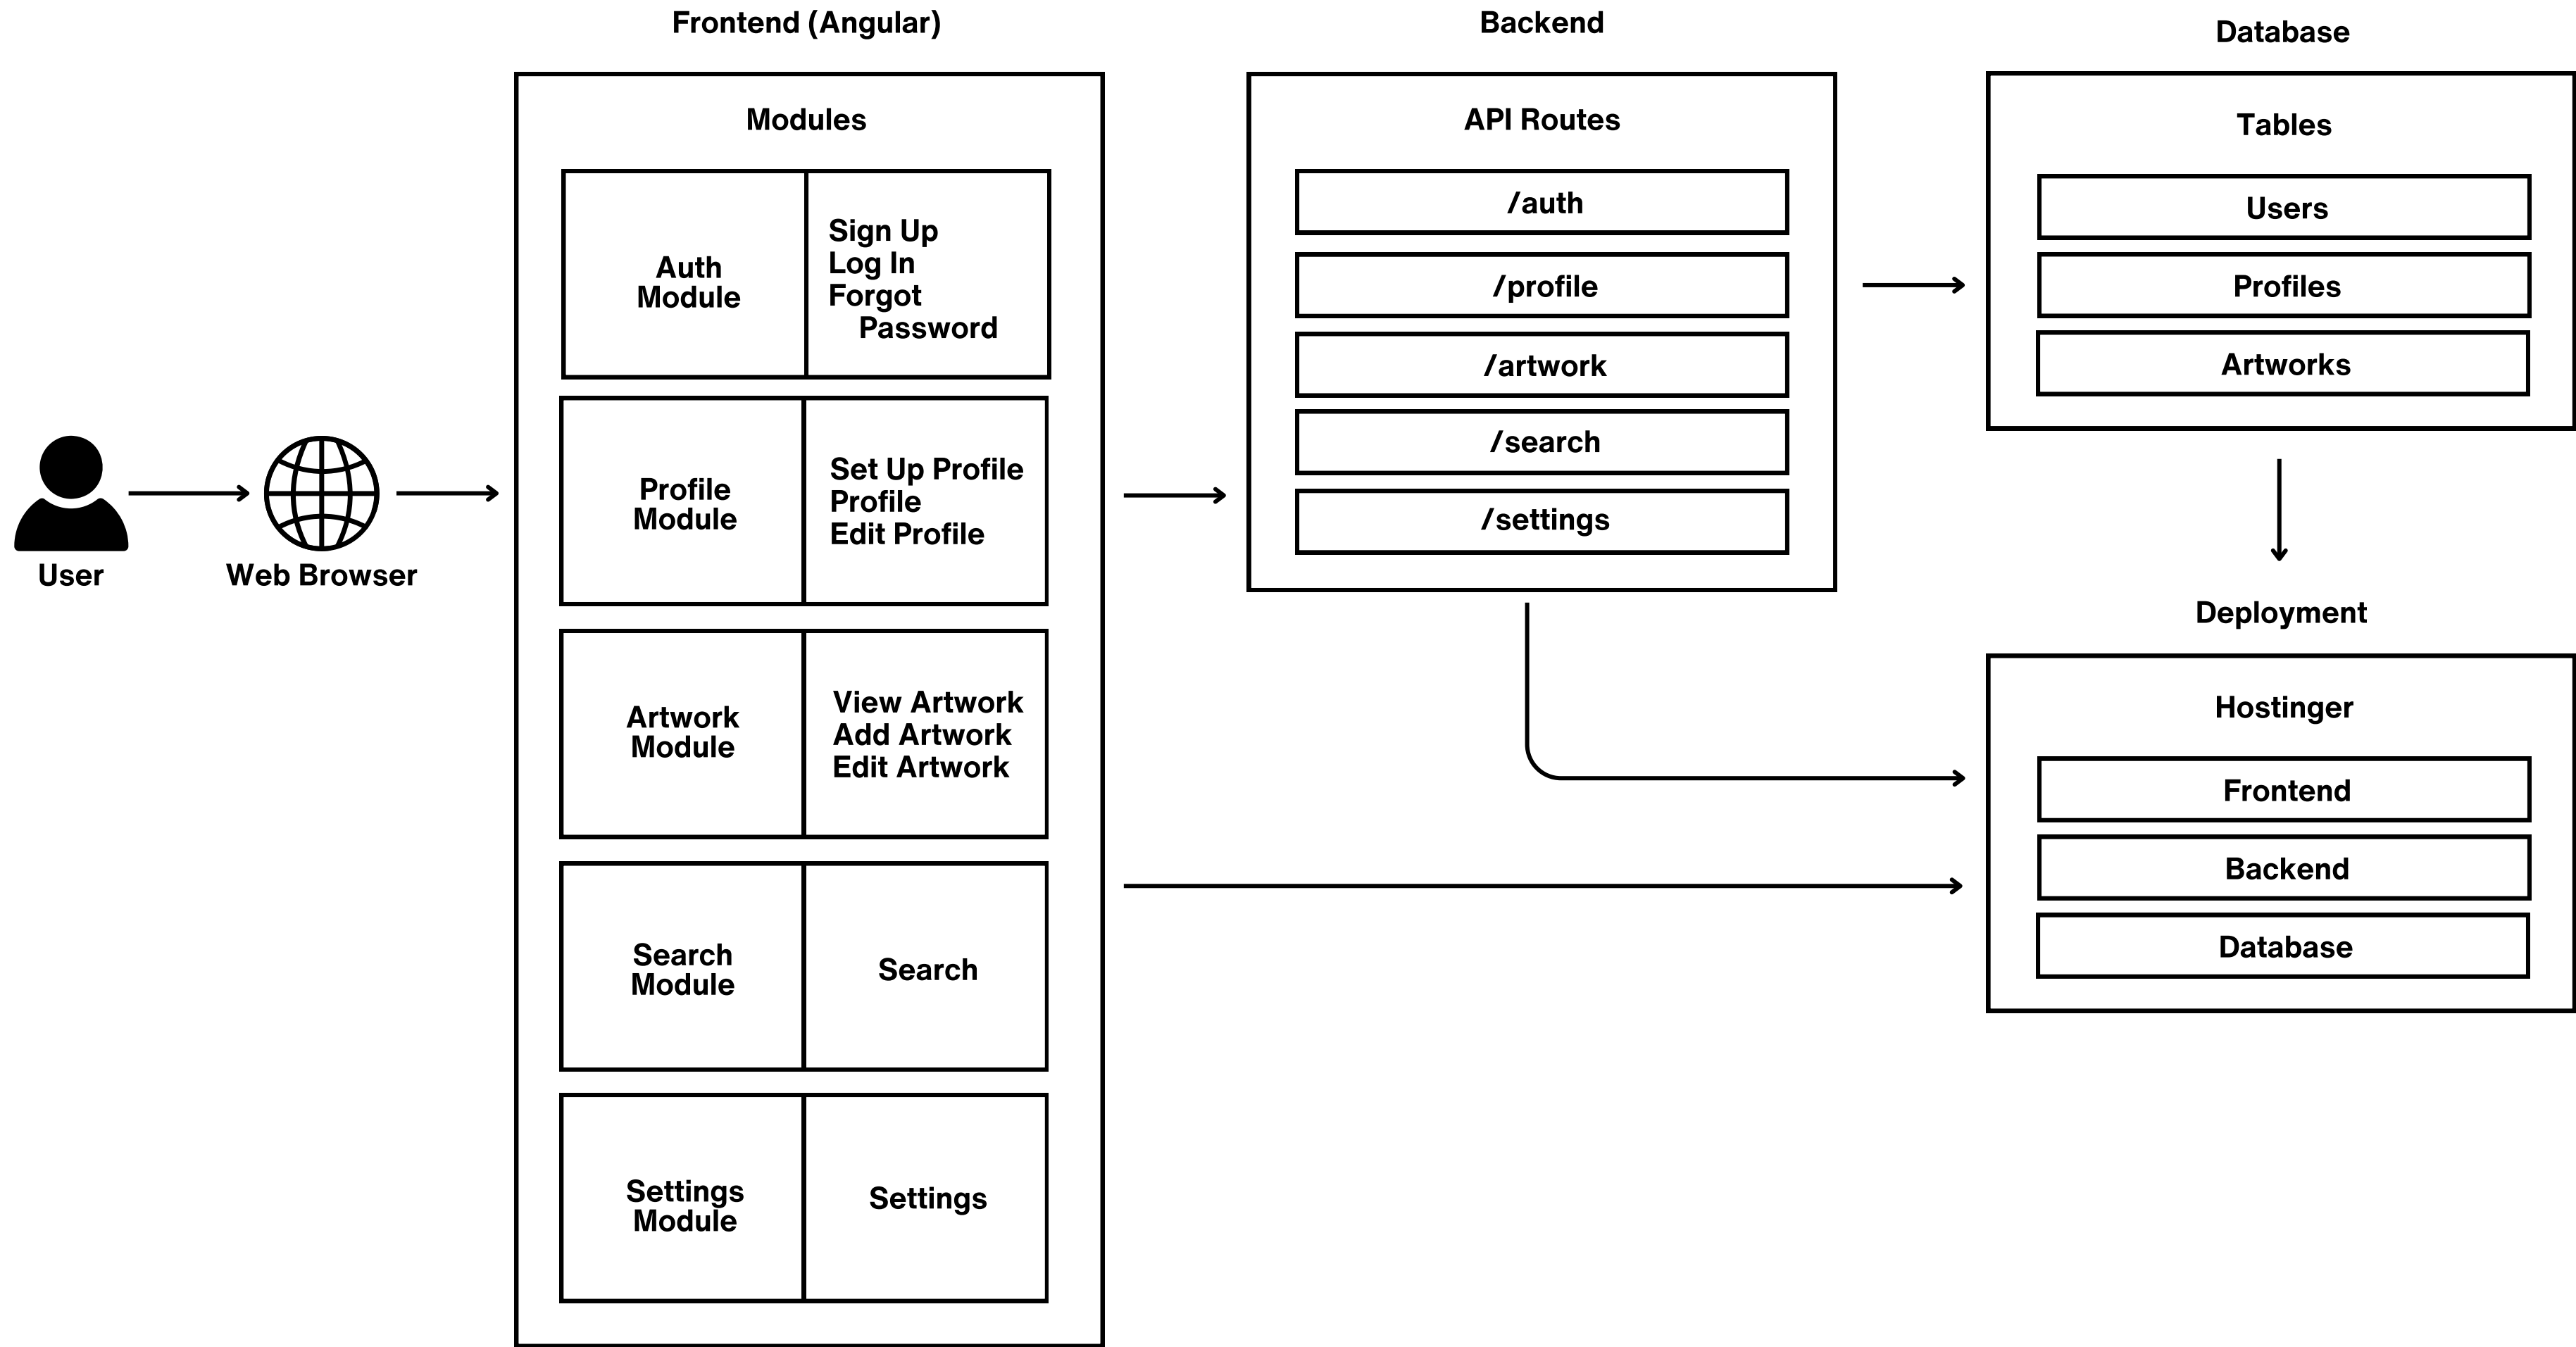 Frontend (Angular)
Modules
Auth
Module
Sign Up
Log In
Forgot
Password
Profile
Module
Set Up Profile
Profile
Edit Profile
Artwork
Module
View Artwork
Add Artwork
Edit Artwork
Search
Module
Search
Settings
Module
Settings
User
Web Browser
Backend
API Routes
/auth
/profile
/artwork
/search
/settings
Database
Tables
Users
Profiles
Artworks
Deployment
Hostinger
Frontend
Backend
Database